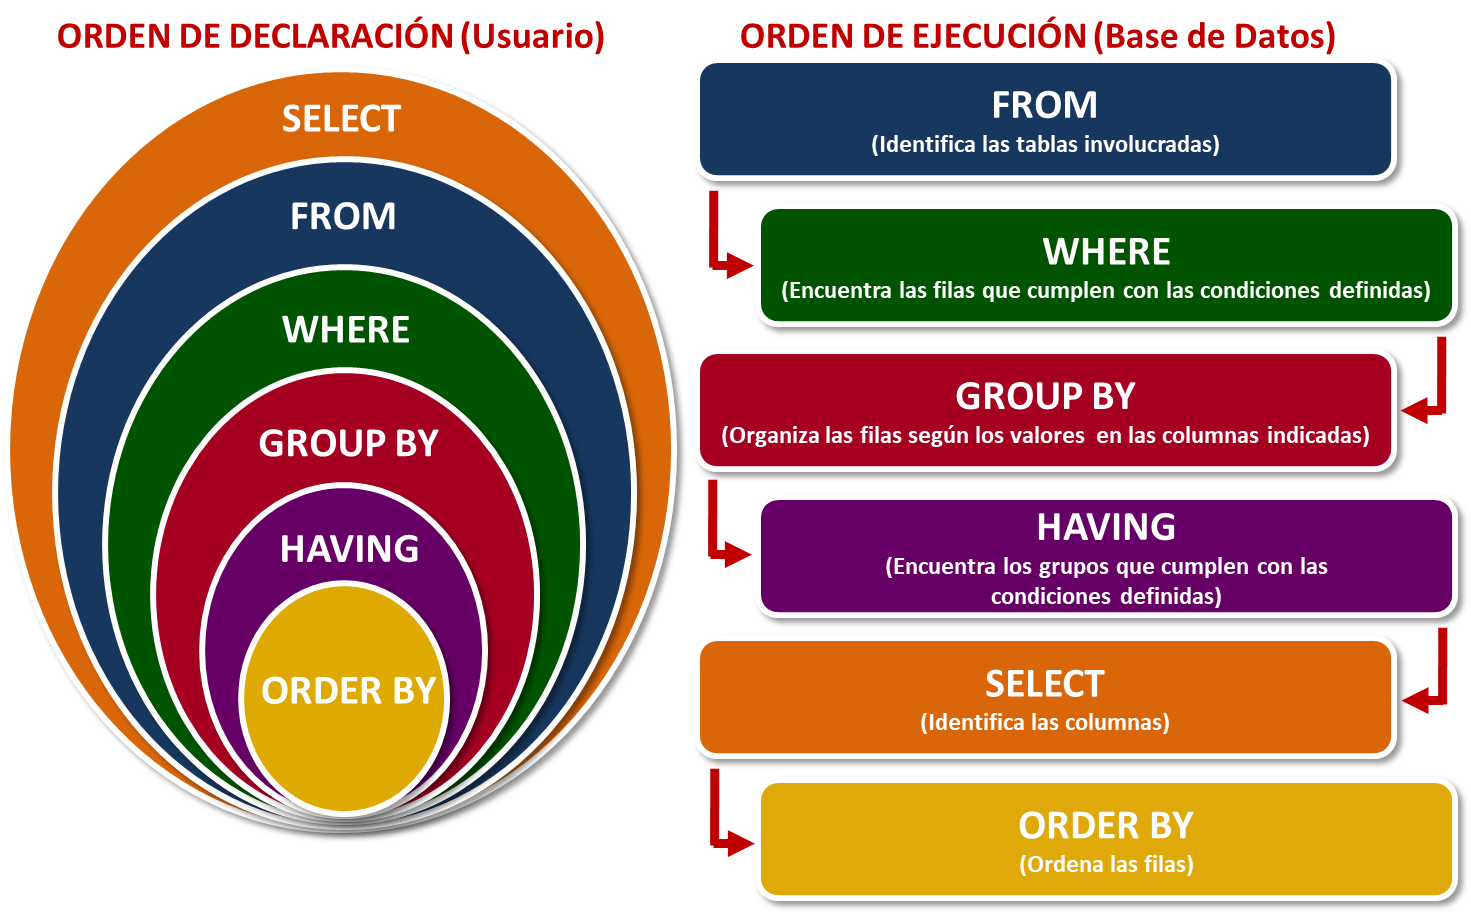 ORDEN DE DECLARACIÓN (Usuario)
SELECT
FROM
WHERE
GROUP BY
HAVING
ORDER BY
ORDEN DE EJECUCIÓN (Base de Datos)
FROM
(Identifica las tablas involucradas)
WHERE
(Encuentra las filas que cumplen con las condiciones definidas)
GROUP BY
(Organiza las filas según los valores en las columnas indicadas)
HAVING
(Encuentra los grupos que cumplen con las
condiciones definidas)
SELECT
(Identifica las columnas)
ORDER BY
(Ordena las filas)